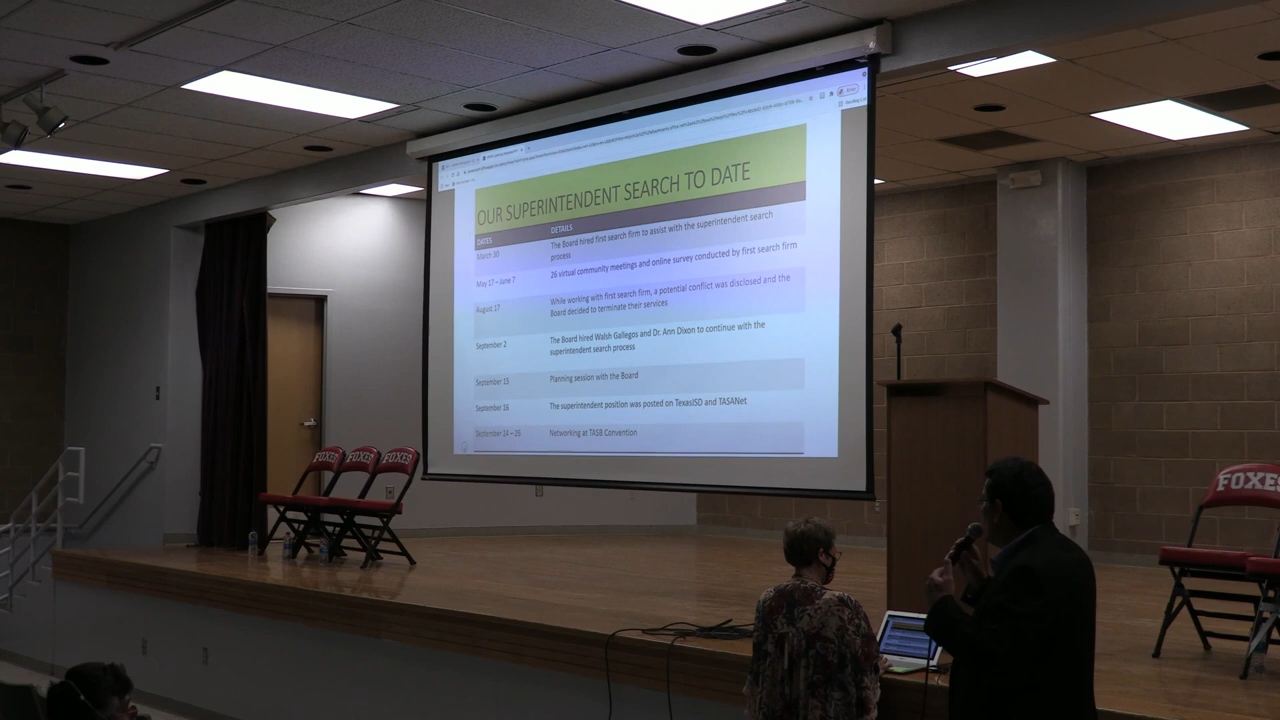 OUR SUPERINTENDENT SEARCH TO DATE
DATES DETAILS
March 30 The Board hired first search firm to assist with the superintendent search
process
May 17 – June 7 26 virtual community meetings and online survey conducted by first search firm
August 17 While working with first search firm, a potential conflict was disclosed and the
Board decided to terminate their services
September 2 The Board hired Walsh Gallegos and Dr. Ann Dixon to continue with the
superintendent search process
September 15 Planning session with the Board
September 16 The superintendent position was posted on TexasISD and TASANet
September 24 – 26 Networking at TASB Convention
FOXES
FOXES
FOXES
FOXES